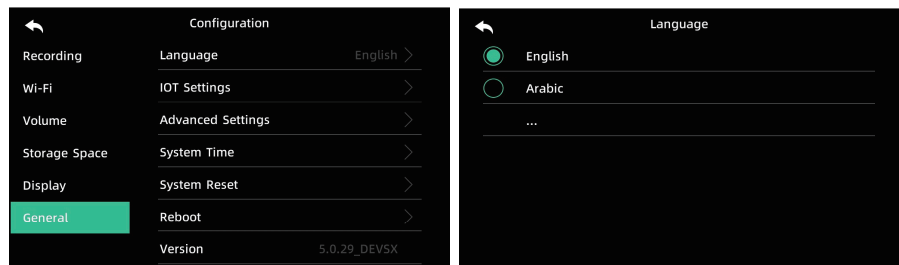 Configuration
Recording
Wi-Fi
Volume
Storage Space
Display
General
Language English
IOT Settings
Advanced Settings
System Time
System Reset
Reboot
Version 5.0.29_DEVSX
Language
English
Arabic
...